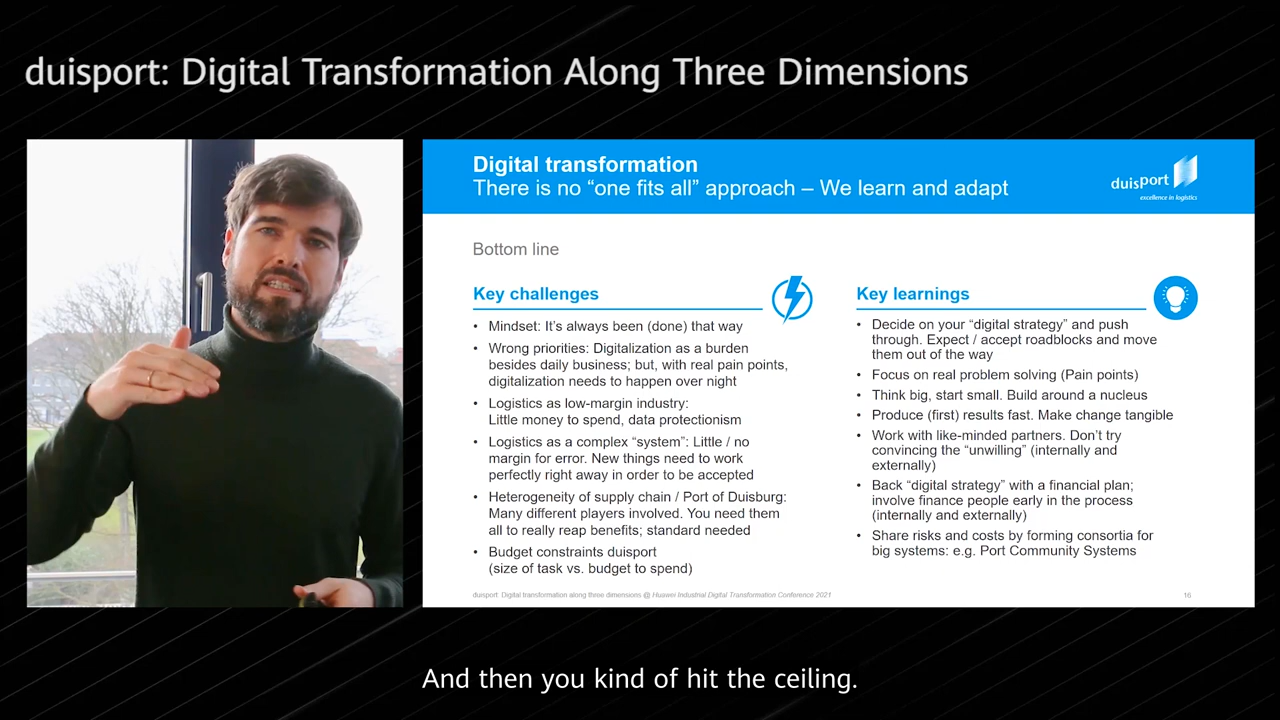 duisport: Digital Transformation Along Three Dimensions
Digital transformation
There is no “one fits all” approach – We learn and adapt
duisport
excellence in logistics
Bottom line
Key challenges
• Mindset: It’s always been (done) that way
• Wrong priorities: Digitalization as a burden
besides daily business; but, with real pain points,
digitalization needs to happen over night
• Logistics as low-margin industry:
Little money to spend, data protectionism
• Logistics as a complex “system”: Little / no
margin for error. New things need to work
perfectly right away in order to be accepted
• Heterogeneity of supply chain / Port of Duisburg:
Many different players involved. You need them
all to really reap benefits; standard needed
• Budget constraints duisport
(size of task vs. budget to spend)
Key learnings
• Decide on your “digital strategy” and push
through. Expect / accept roadblocks and move
them out of the way
• Focus on real problem solving (Pain points)
• Think big, start small. Build around a nucleus
• Produce (first) results fast. Make change tangible
• Work with like-minded partners. Don’t try
convincing the “unwilling” (internally and
externally)
• Back “digital strategy” with a financial plan;
involve finance people early in the process
(internally and externally)
• Share risks and costs by forming consortia for
big systems: e.g. Port Community Systems
duisport: Digital transformation along three dimensions @ Huawei Industrial Digital Transformation Conference 2021
16
And then you kind of hit the ceiling.